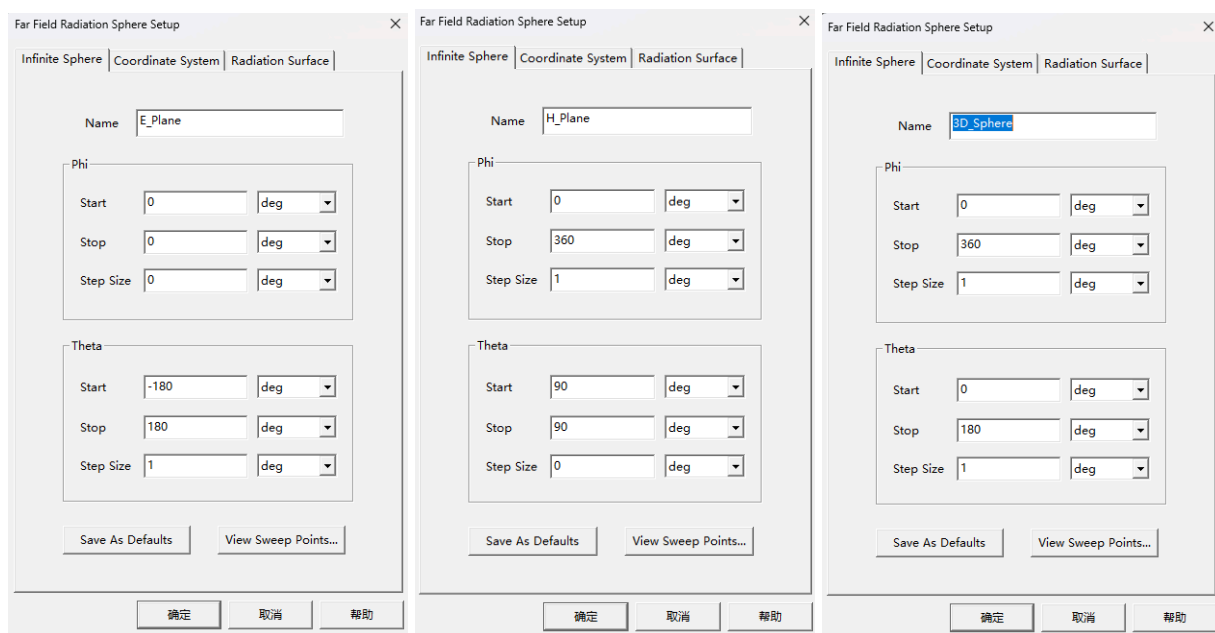 Far Field Radiation Sphere Setup
Infinite Sphere Coordinate System Radiation Surface
Name E_Plane
Phi
Start 0 deg
Stop 0 deg
Step Size 0 deg
Theta
Start -180 deg
Stop 180 deg
Step Size 1 deg
Save As Defaults View Sweep Points...
确定 取消 帮助
Far Field Radiation Sphere Setup
Infinite Sphere Coordinate System Radiation Surface
Name H_Plane
Phi
Start 0 deg
Stop 360 deg
Step Size 1 deg
Theta
Start 90 deg
Stop 90 deg
Step Size 0 deg
Save As Defaults View Sweep Points...
确定 取消 帮助
Far Field Radiation Sphere Setup
Infinite Sphere Coordinate System Radiation Surface
Name 3D_Sphere
Phi
Start 0 deg
Stop 360 deg
Step Size 1 deg
Theta
Start 0 deg
Stop 180 deg
Step Size 1 deg
Save As Defaults View Sweep Points...
确定 取消 帮助